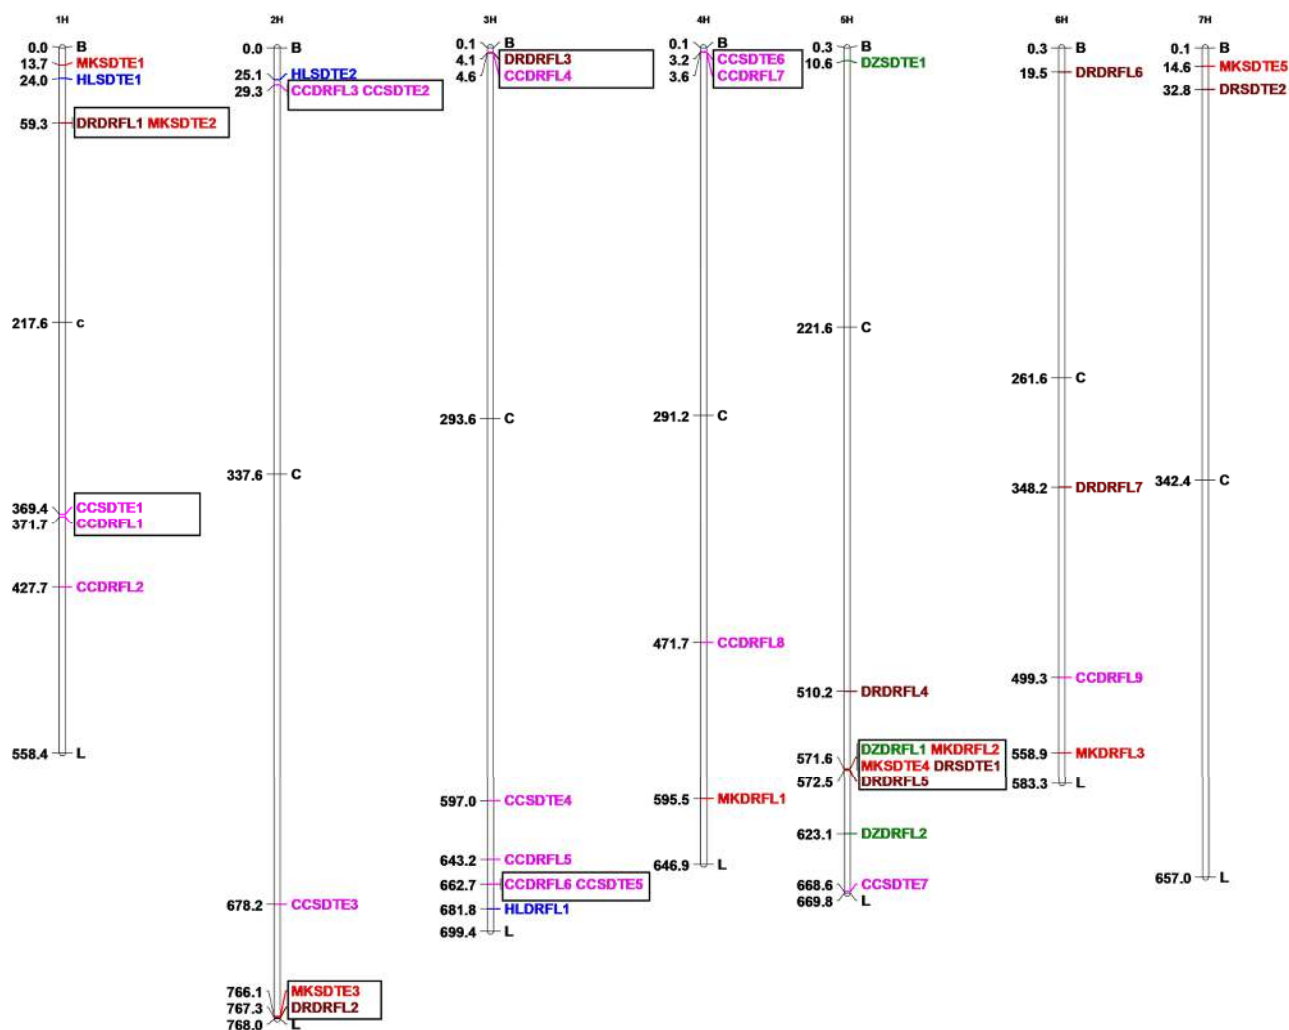 1H
0.0 B
13.7 MKSDTE1
24.0 HLSDTE1
59.3 DRDRFL1 MKSDTE2
217.6 c
369.4 CCSDTE1
371.7 CCDRFL1
427.7 CCDRFL2
558.4 L
2H
0.0 B
25.1 HLSDTE2
29.3 CCDRFL3 CCSDTE2
337.6 C
678.2 CCSDTE3
766.1 MKSDTE3
767.3 DRDRFL2
768.0 L
3H
0.1 B
4.1 DRDRFL3
4.6 CCDRFL4
293.6 C
597.0 CCSDTE4
643.2 CCDRFL5
662.7 CCDRFL6 CCSDTE5
681.8 HLDRFL1
699.4 L
4H
0.1 B
3.2 CCSDTE6
3.6 CCDRFL7
291.2 C
471.7 CCDRFL8
595.5 MKDRFL1
646.9 L
5H
0.3 B
10.6 DZSDTE1
221.6 C
510.2 DRDRFL4
DZDRFL1 MKDRFL2
571.6 MKSDTE4 DRSDTE1
572.5 DRDRFL5
623.1 DZDRFL2
668.6 CCSDTE7
669.8 L
6H
0.3 B
19.5 DRDRFL6
261.6 C
348.2 DRDRFL7
499.3 CCDRFL9
558.9 MKDRFL3
583.3 L
7H
0.1 B
14.6 MKSDTE5
32.8 DRSDTE2
342.4 C
657.0 L